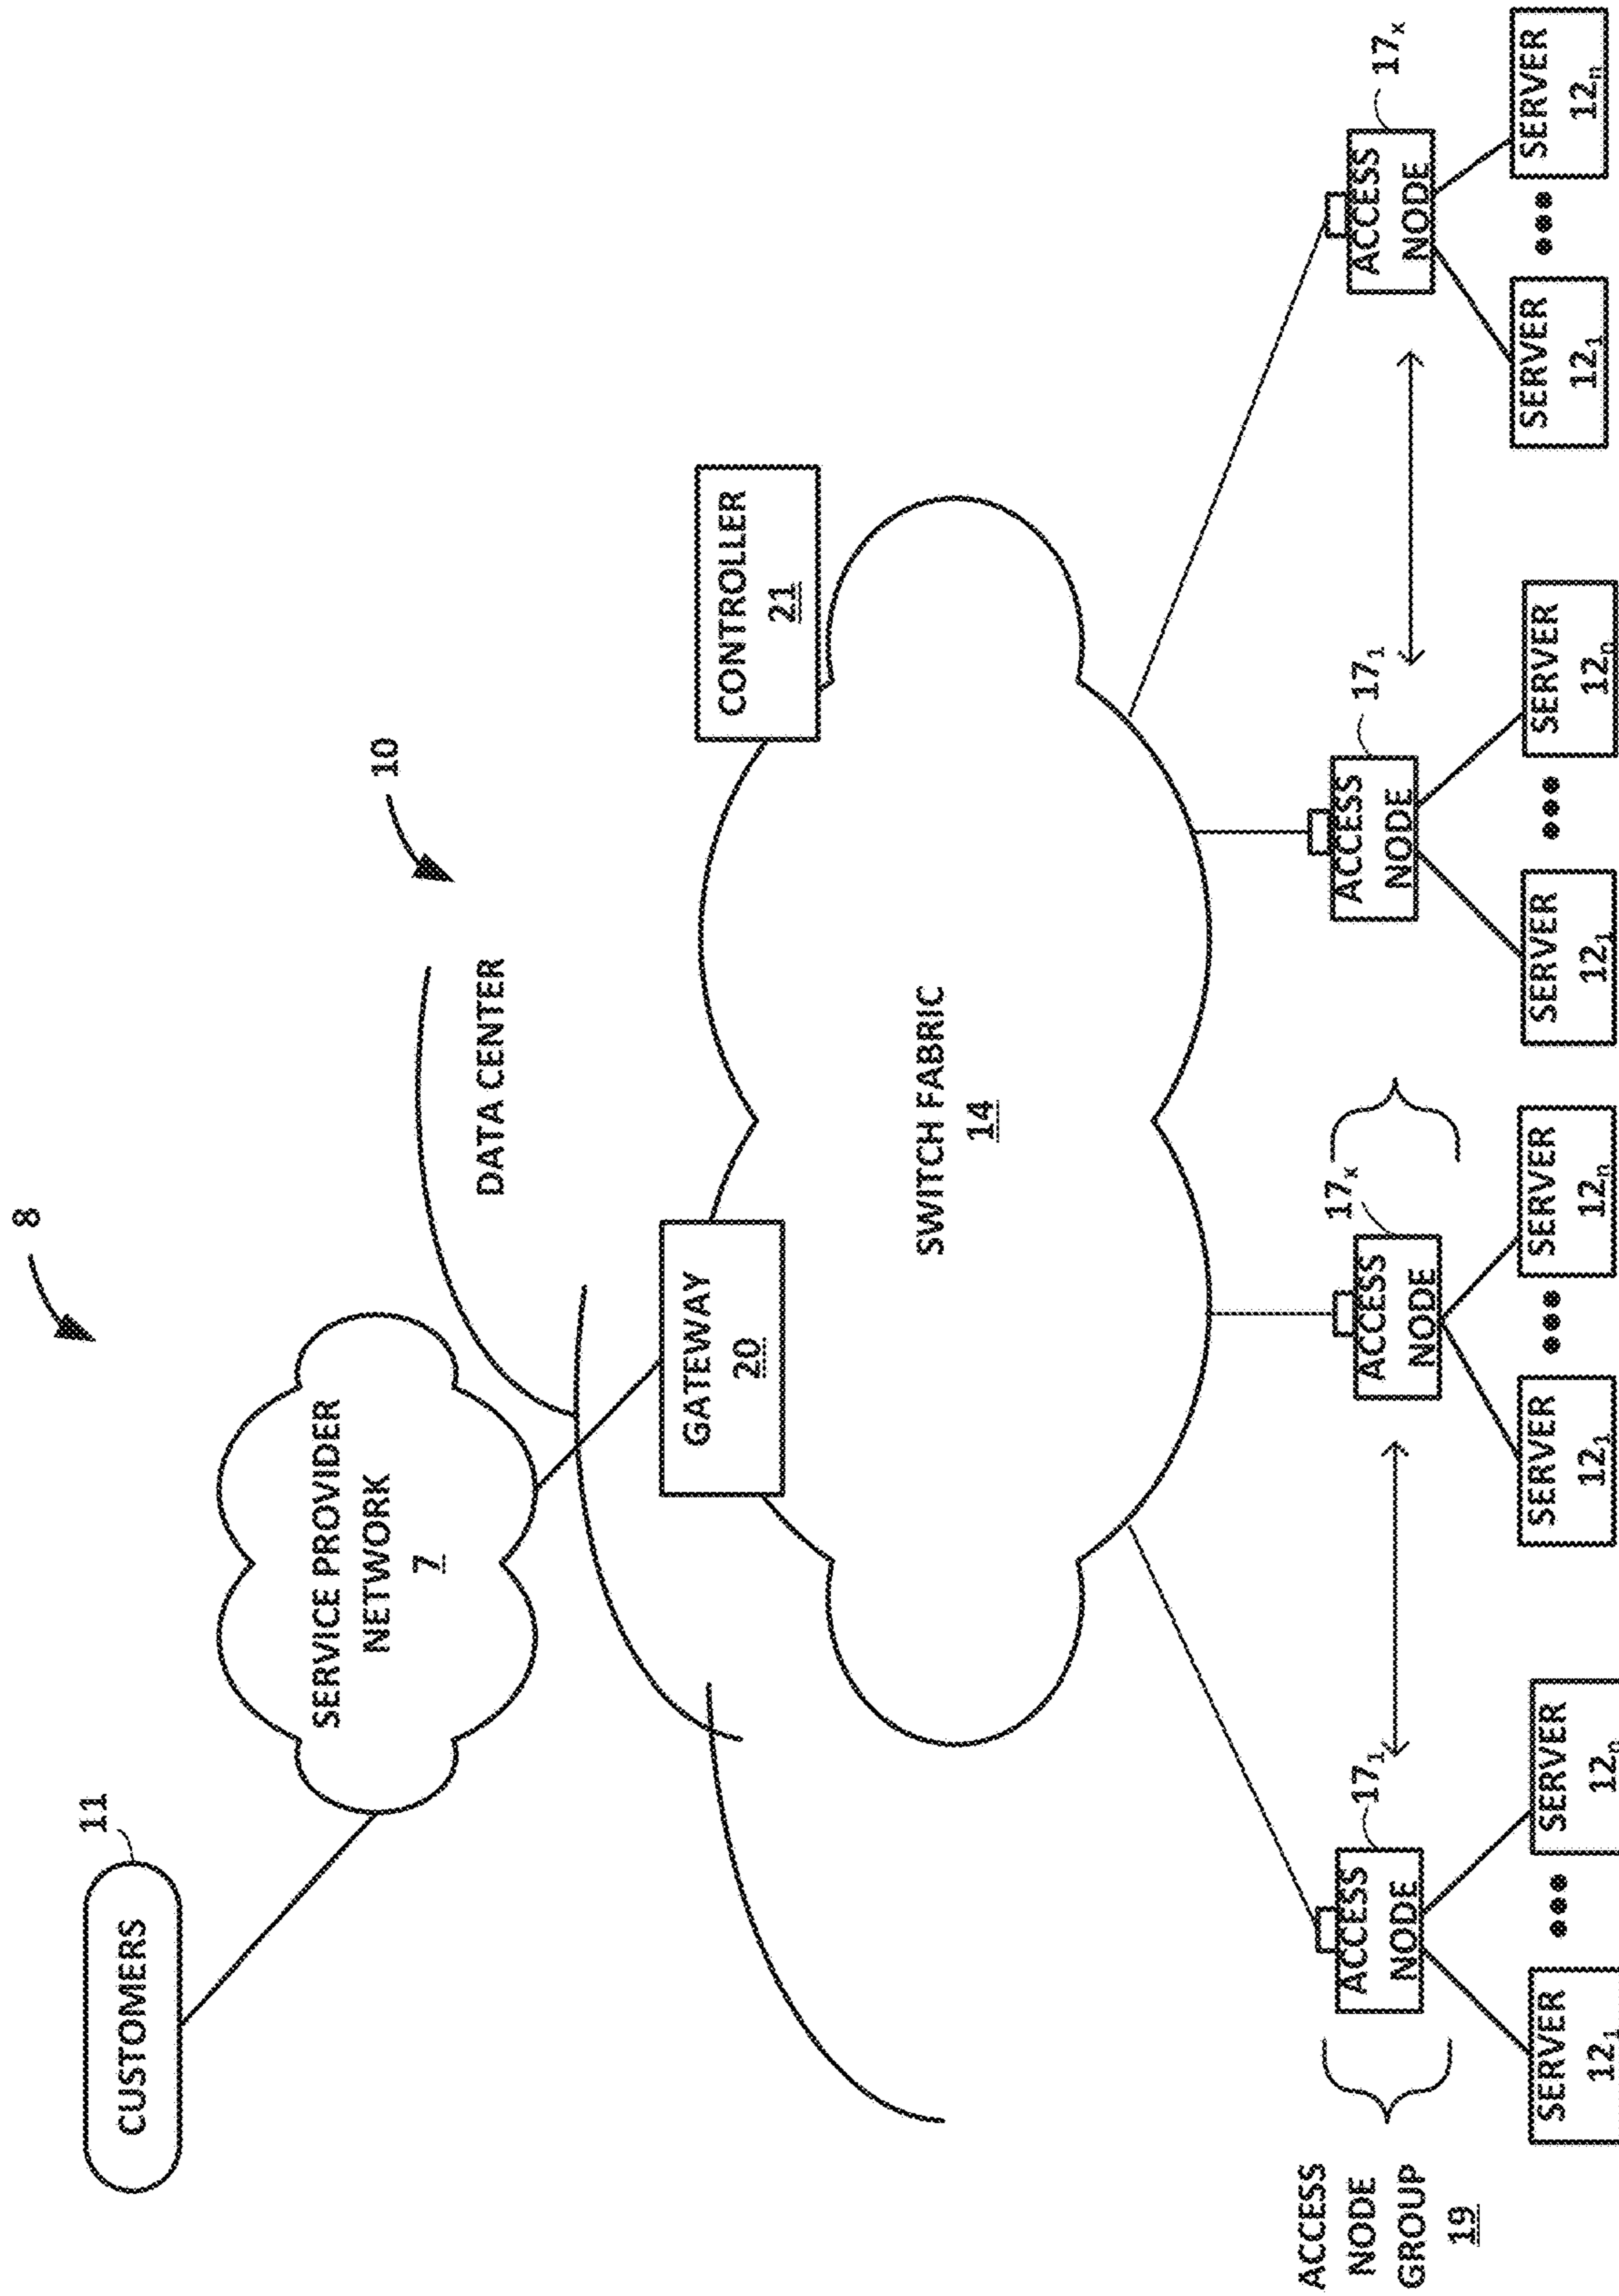 8
CUSTOMERS
11
SERVICE PROVIDER
NETWORK
7
10
DATA CENTER
GATEWAY
20
CONTROLLER
21
SWITCH FABRIC
14
ACCESS
NODE
GROUP
19
ACCESS
NODE
17₁
ACCESS
NODE
17ₓ
ACCESS
NODE
17₁
ACCESS
NODE
17ₓ
SERVER
12₁
•••
SERVER
12ₙ
SERVER
12₁
•••
SERVER
12ₙ
SERVER
12₁
•••
SERVER
12ₙ
SERVER
12₁
•••
SERVER
12ₙ